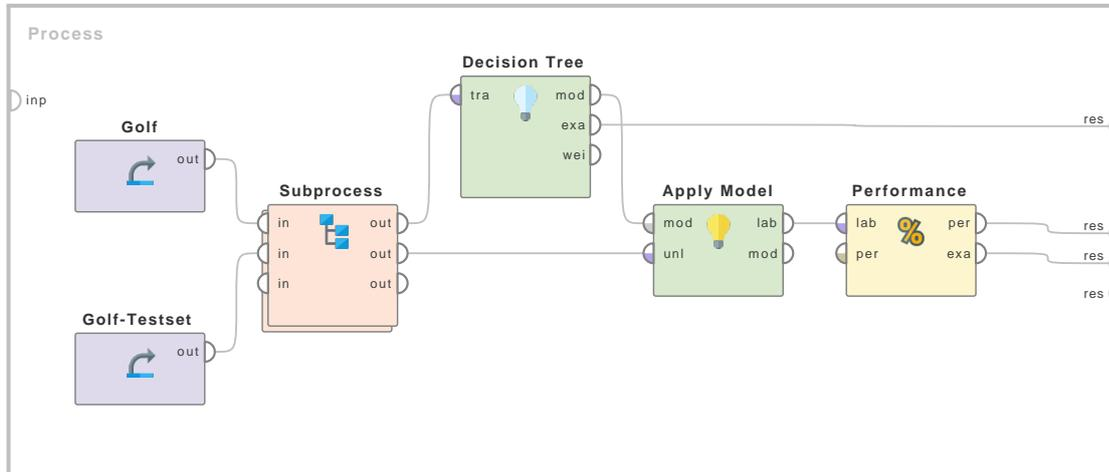 Process
inp
Golf
out
Golf-Testset
out
Subprocess
in out
in out
in out
Decision Tree
tra mod
exa
wei
Apply Model
mod lab
unl mod
Performance
lab per
per exa
res
res
res
res